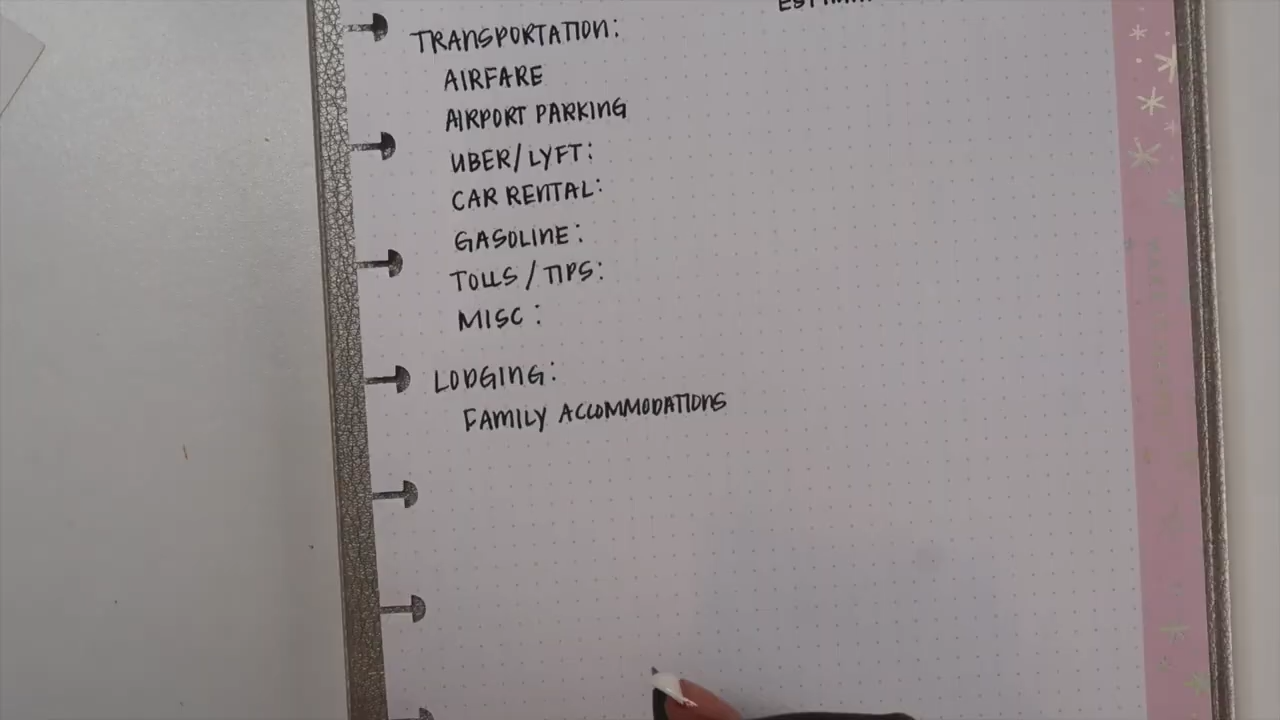 TRANSPORTATION:
AIRFARE
AIRPORT PARKING
UBER/LYFT:
CAR RENTAL:
GASOLINE:
TOLLS / TIPS:
MISC :
LODGING:
FAMILY ACCOMMODATIONS